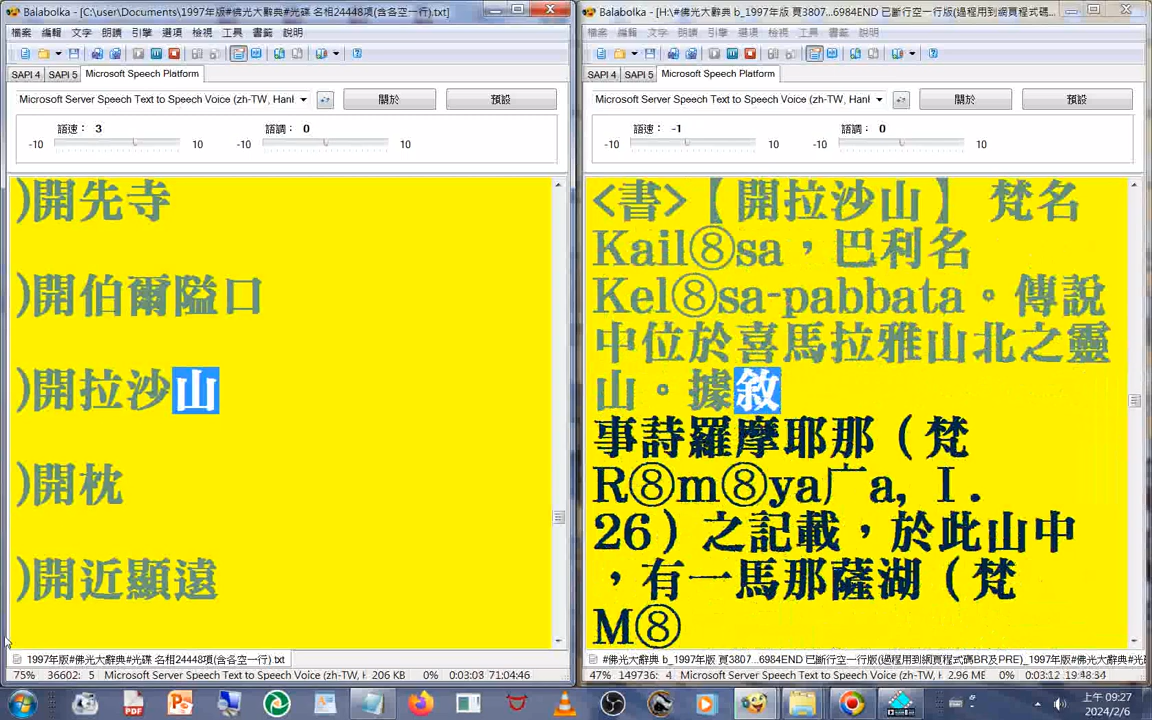 Balabolka - [C:\user\Documents\1997年版#佛光大辭典#光碟 名相24448項(含各空一行).txt]
檔案 編輯 文字 朗讀 引擎 選項 檢視 工具 書籤 說明
SAPI 4 SAPI 5 Microsoft Speech Platform
Microsoft Server Speech Text to Speech Voice (zh-TW, Hanl
關於
預設
語速： 3
語調： 0
-10 10 -10 10
)開先寺
)開伯爾隘口
)開拉沙山
)開枕
)開近顯遠
1997年版#佛光大辭典#光碟 名相24448項(含各空一行).txt
75% 36602: 5 Microsoft Speech Platform: Microsoft Server Speech Text to Speech Voice (zh-TW, H 206 KB 0% 0:03:03 71:04:46
Balabolka - [H:\#佛光大辭典 b_1997年版 頁3807...6984END 已斷行空一行版(過程用到網頁程式碼...
檔案 編輯 文字 朗讀 引擎 選項 檢視 工具 書籤 說明
SAPI 4 SAPI 5 Microsoft Speech Platform
Microsoft Server Speech Text to Speech Voice (zh-TW, Hanl
關於
預設
語速： -1
語調： 0
-10 10 -10 10
<書>【開拉沙山】 梵名
Kail⑧sa，巴利名
Kel⑧sa-pabbata。傳說
中位於喜馬拉雅山北之靈
山。據敘
事詩羅摩耶那（梵
R⑧m⑧ya广a, I.
26）之記載，於此山中
，有一馬那薩湖（梵
M⑧
#佛光大辭典 b_1997年版 頁3807...6984END 已斷行空一行版(過程用到網頁程式碼BR及PRE)_1997年版#佛光
47% 149736: 4 Microsoft Server Speech Text to Speech Voice (zh-TW, H 2.96 ME 0% 0:03:12 19:48:34
上午 09:27
2024/2/6